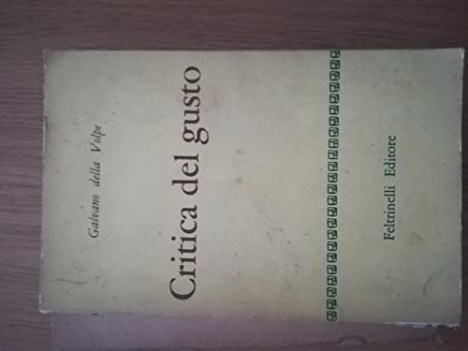 Galvano della Volpe
Critica del gusto
Feltrinelli Editore